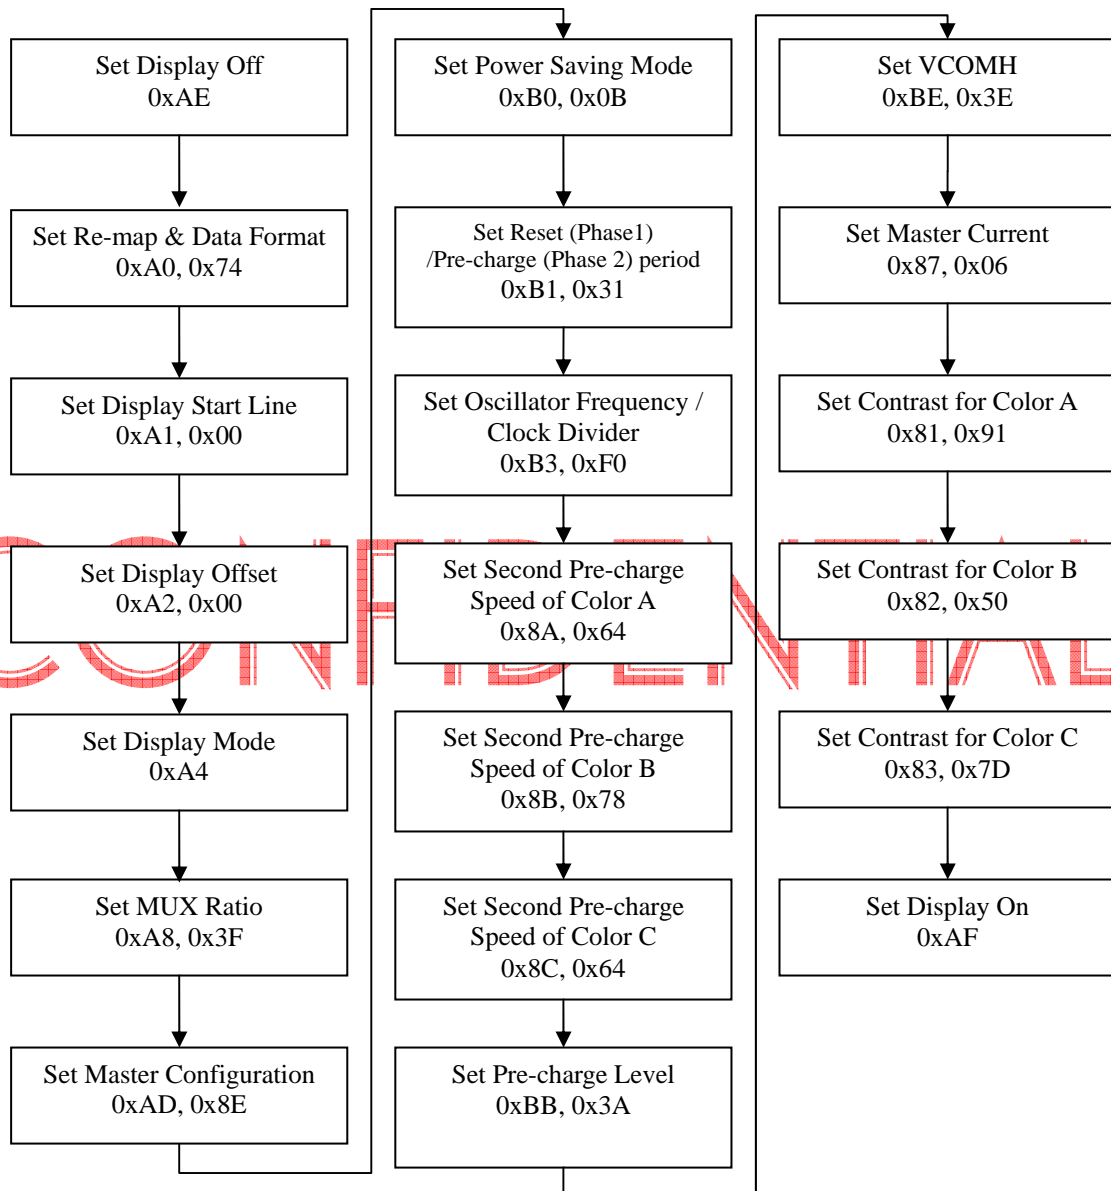 Set Display Off
0xAE
Set Re-map & Data Format
0xA0, 0x74
Set Display Start Line
0xA1, 0x00
Set Display Offset
0xA2, 0x00
Set Display Mode
0xA4
Set MUX Ratio
0xA8, 0x3F
Set Master Configuration
0xAD, 0x8E
Set Power Saving Mode
0xB0, 0x0B
Set Reset (Phase1)
/Pre-charge (Phase 2) period
0xB1, 0x31
Set Oscillator Frequency /
Clock Divider
0xB3, 0xF0
Set Second Pre-charge
Speed of Color A
0x8A, 0x64
Set Second Pre-charge
Speed of Color B
0x8B, 0x78
Set Second Pre-charge
Speed of Color C
0x8C, 0x64
Set Pre-charge Level
0xBB, 0x3A
Set VCOMH
0xBE, 0x3E
Set Master Current
0x87, 0x06
Set Contrast for Color A
0x81, 0x91
Set Contrast for Color B
0x82, 0x50
Set Contrast for Color C
0x83, 0x7D
Set Display On
0xAF
CONFIDENTIAL